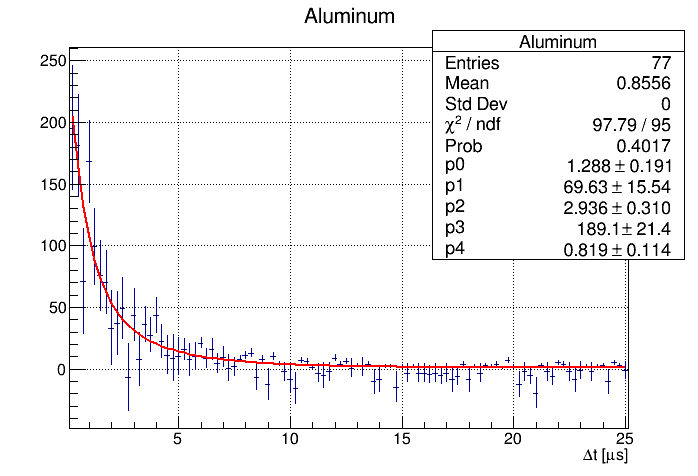 Aluminum
Aluminum
Entries 77
Mean 0.8556
Std Dev 0
χ² / ndf 97.79 / 95
Prob 0.4017
p0 1.288 ± 0.191
p1 69.63 ± 15.54
p2 2.936 ± 0.310
p3 189.1 ± 21.4
p4 0.819 ± 0.114
250
200
150
100
50
0
5 10 15 20 25
Δt [μs]